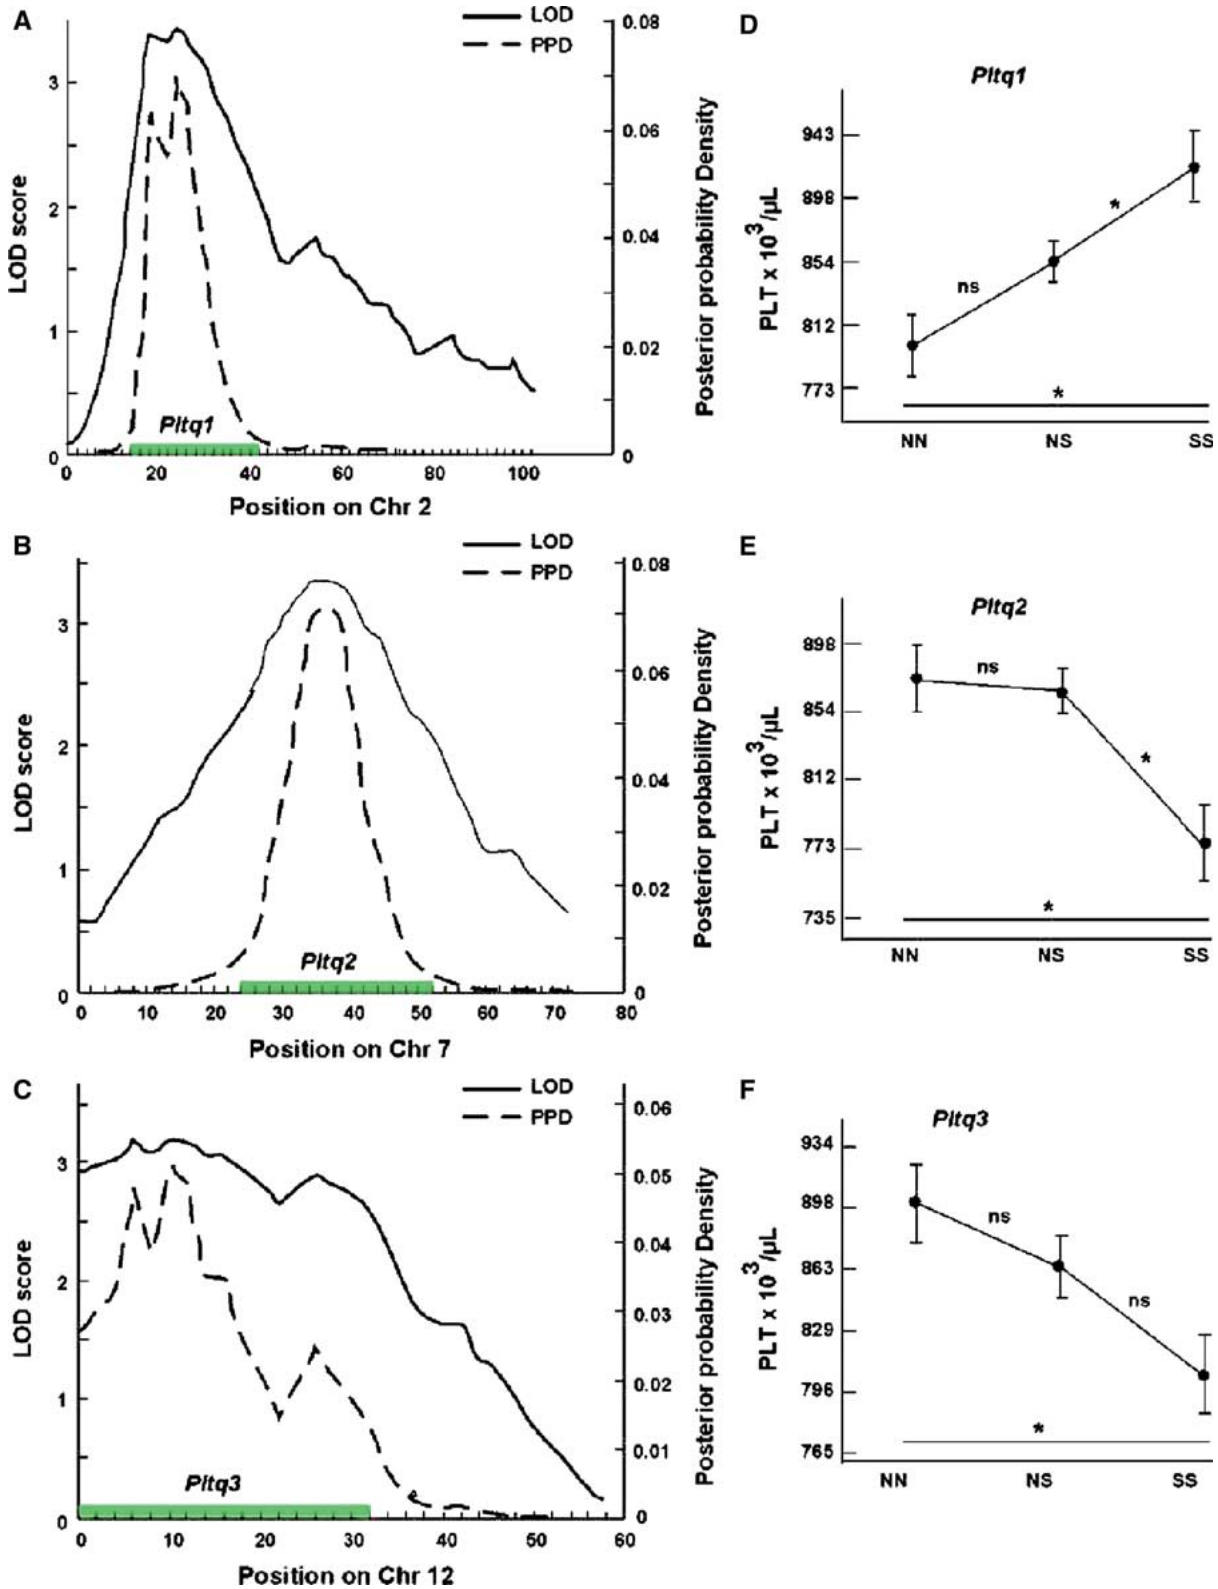 A
LOD
PPD
LOD score
3
2
1
0
0.08
0.06
0.04
0.02
0
Posterior probability Density
Pltq1
0 20 40 60 80 100
Position on Chr 2
D
Pltq1
PLT x 10³/µL
943
898
854
812
773
ns
*
*
NN NS SS
B
LOD
PPD
LOD score
3
2
1
0
0.08
0.06
0.04
0.02
0
Posterior probability Density
Pltq2
0 10 20 30 40 50 60 70 80
Position on Chr 7
E
Pltq2
PLT x 10³/µL
898
854
812
773
735
ns
*
*
NN NS SS
C
LOD
PPD
LOD score
3
2
1
0
0.06
0.05
0.04
0.03
0.02
0.01
0
Posterior probability Density
Pltq3
0 10 20 30 40 50 60
Position on Chr 12
F
Pltq3
PLT x 10³/µL
934
898
863
829
796
765
ns
ns
*
NN NS SS